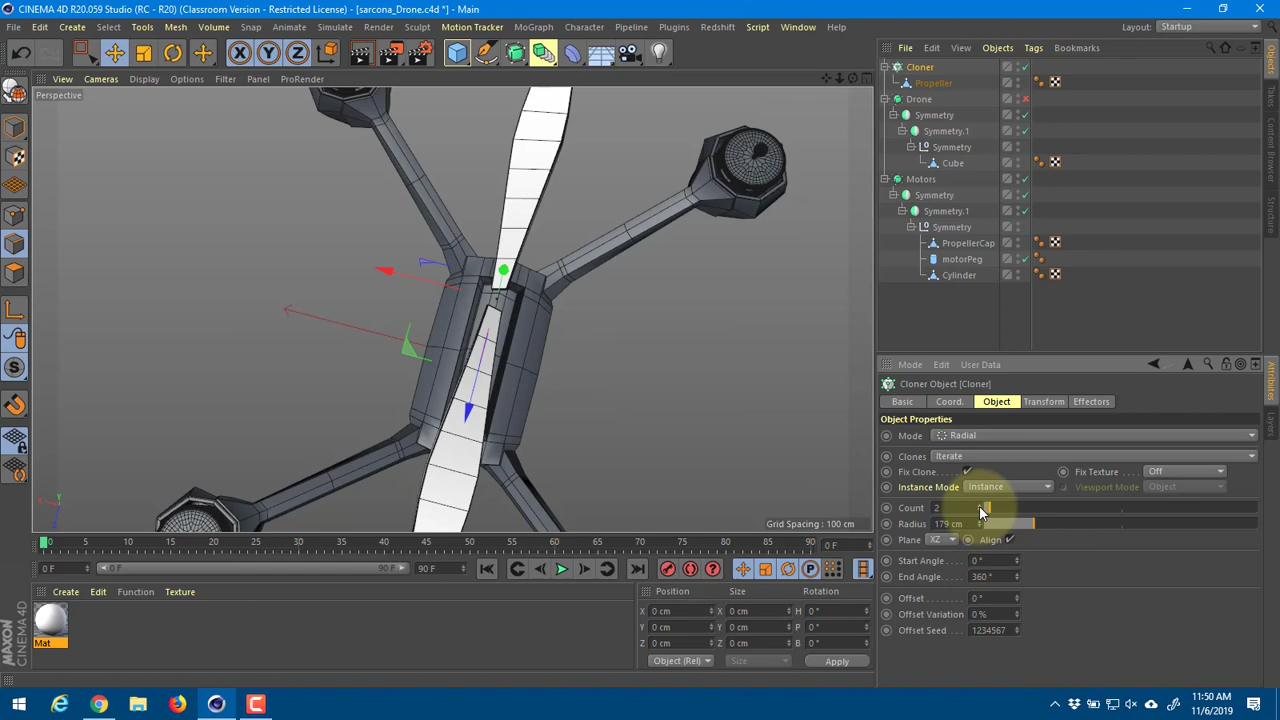 CINEMA 4D R20.059 Studio (RC - R20) (Classroom Version - Restricted License) - [sarcona_Drone.c4d *] - Main
File Edit Create Select Tools Mesh Snap Animate Simulate Render Sculpt Motion Tracker MoGraph Character Pipeline Plugins Redshift Script Window Help Layout: Startup
X Y Z
File Edit View Objects Tags Bookmarks
View Cameras Display Options Filter Panel ProRender
Perspective
Cloner
Propeller
Drone
Symmetry
Symmetry.1
Symmetry
Cube
Motors
Symmetry
Symmetry.1
Symmetry
PropellerCap
motorPeg
Cylinder
Objects
Takes
Content Browser
Structure
Mode Edit User Data
Cloner Object [Cloner]
Basic Coord. Object Transform Effectors
Object Properties
Mode Radial
Clones Iterate
Fix Clone Fix Texture Off
Instance Mode Instance Viewport Mode Object
Count 2
Radius 179 cm
Plane XZ Align
Start Angle 0 °
End Angle 360 °
Offset 0 °
Offset Variation 0 %
Offset Seed 1234567
Attributes
Layers
Grid Spacing : 100 cm
0 5 10 15 20 25 30 35 40 45 50 55 60 65 70 75 80 85 90 0 F
0 F 0 F 90 F 90 F
Create Edit Function Texture
Mat
Position Size Rotation
X 0 cm X 0 cm H 0 °
Y 0 cm Y 0 cm P 0 °
Z 0 cm Z 0 cm B 0 °
Object (Rel) Size Apply
MAXON
CINEMA 4D
11:50 AM
11/6/2019